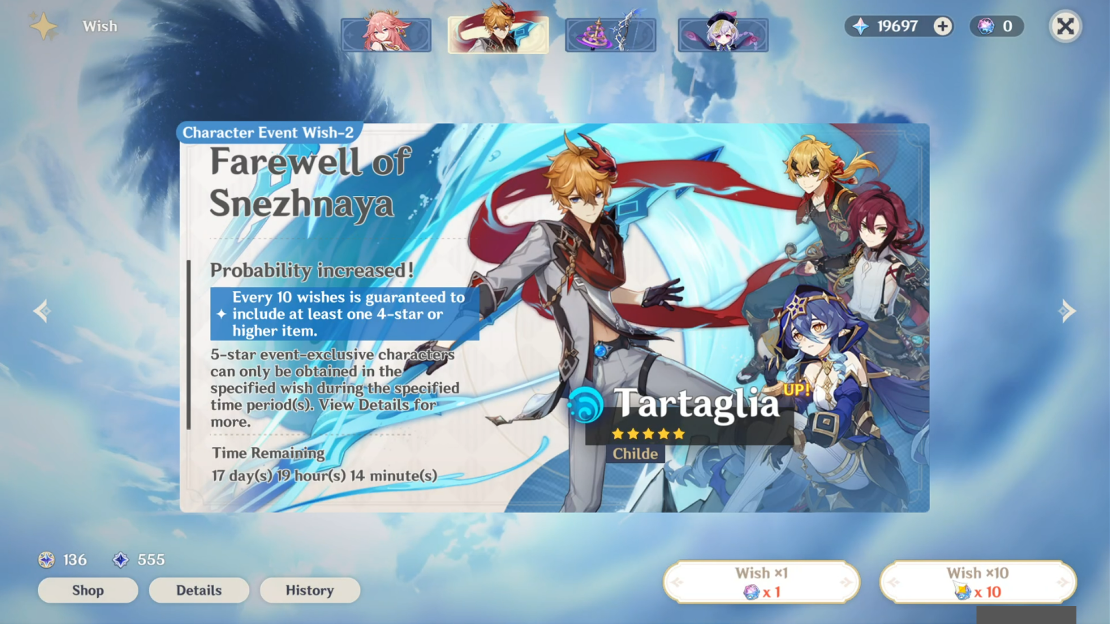 Wish
19697
0
Character Event Wish-2
Farewell of
Snezhnaya
Probability increased!
Every 10 wishes is guaranteed to
include at least one 4-star or
higher item.
5-star event-exclusive characters
can only be obtained in the
specified wish during the specified
time period(s). View Details for
more.
Time Remaining
17 day(s) 19 hour(s) 14 minute(s)
UP!
Tartaglia
Childe
136
555
Shop
Details
History
Wish ×1
x 1
Wish ×10
x 10